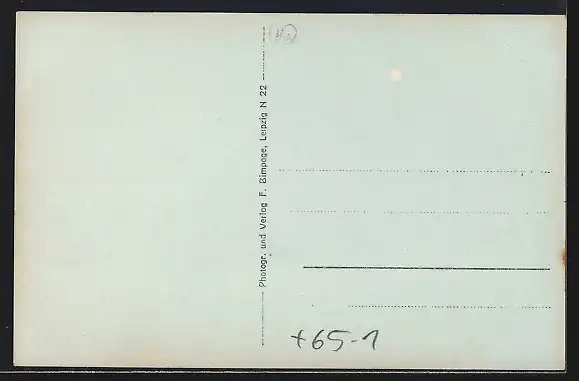 Photogr. und Verlag F. Bimpage, Leipzig N 22
+65-1